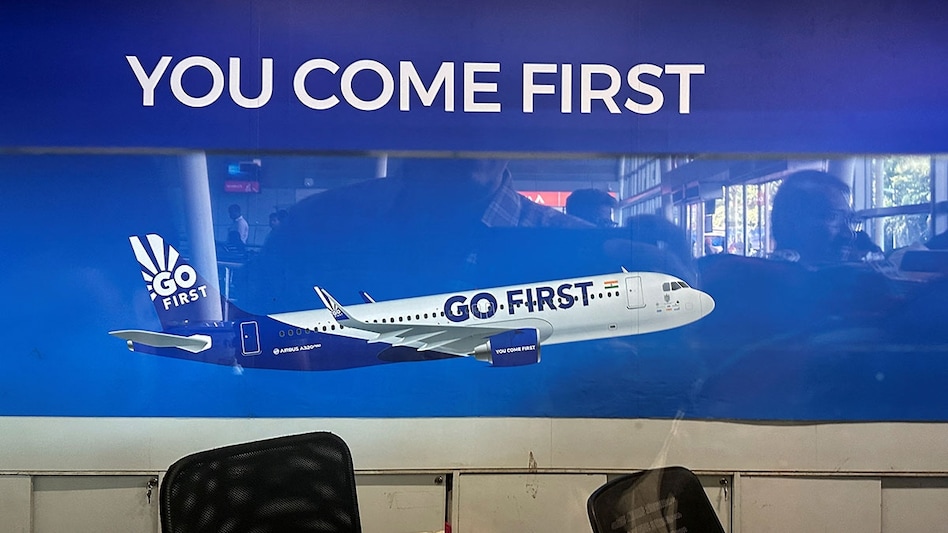 YOU COME FIRST
GO
FIRST
GO FIRST
AIRBUS A320neo
YOU COME FIRST